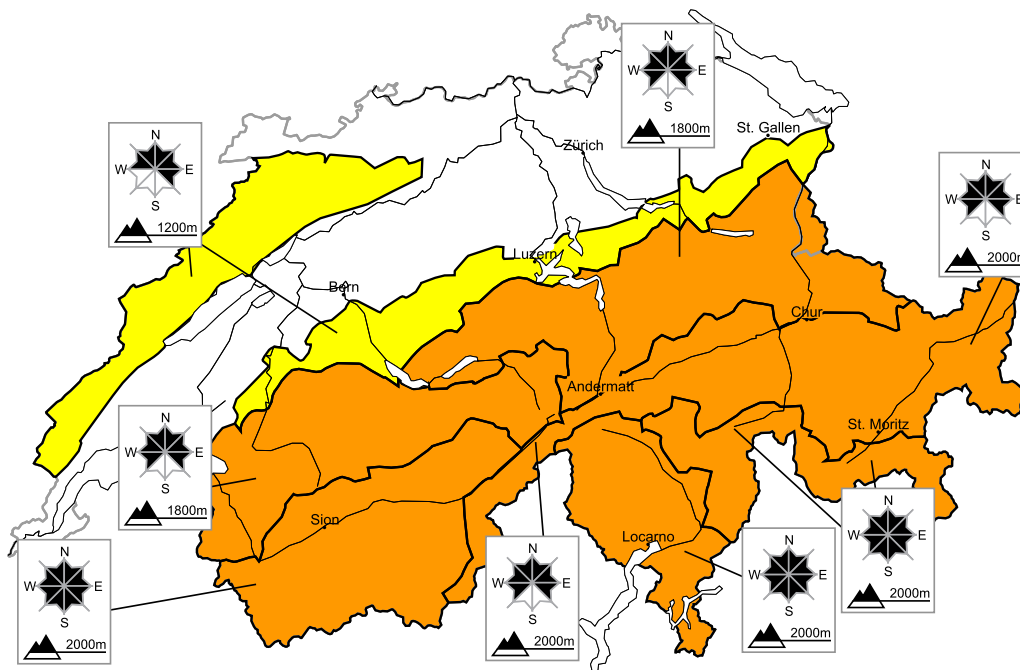 N
W E
S
1800m
St. Gallen
Zürich
N
W E
S
1200m
N
W E
S
2000m
Luzern
Bern
Chur
Andermatt
St. Moritz
N
W E
S
1800m
Sion
Locarno
N
W E
S
2000m
N
W E
S
2000m
N
W E
S
2000m
N
W E
S
2000m